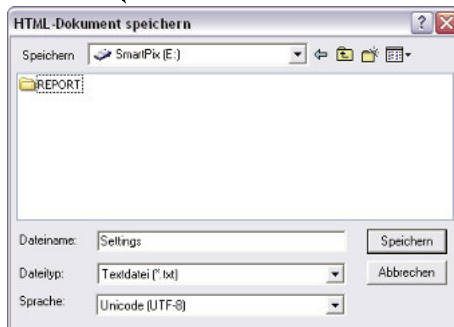 HTML-Dokument speichern
Speichern SmartPix (E:)
REPORT
Dateiname: Settings Speichern
Dateityp: Textdatei (*.txt) Abbrechen
Sprache: Unicode (UTF-8)